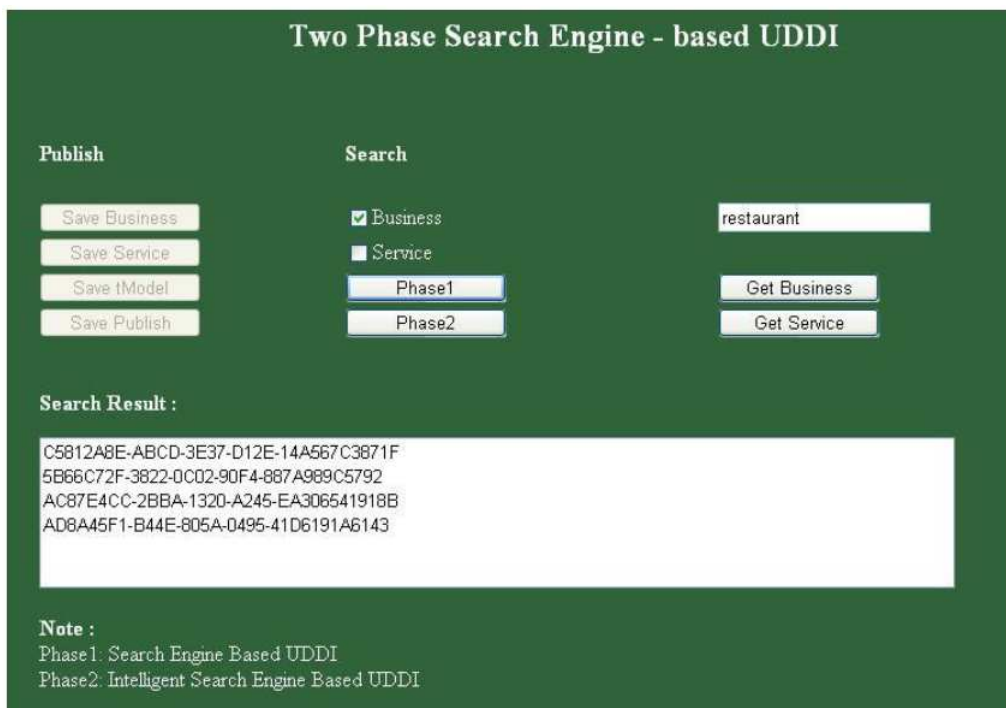 Two Phase Search Engine - based UDDI
Publish
Search
Save Business
Business
restaurant
Save Service
Service
Save tModel
Phase1
Get Business
Save Publish
Phase2
Get Service
Search Result :
C5812A8E-ABCD-3E37-D12E-14A567C3871F
5B66C72F-3822-0C02-90F4-887A989C5792
AC87E4CC-2BBA-1320-A245-EA306541918B
AD8A45F1-B44E-805A-0495-41D6191A6143
Note :
Phase1: Search Engine Based UDDI
Phase2: Intelligent Search Engine Based UDDI